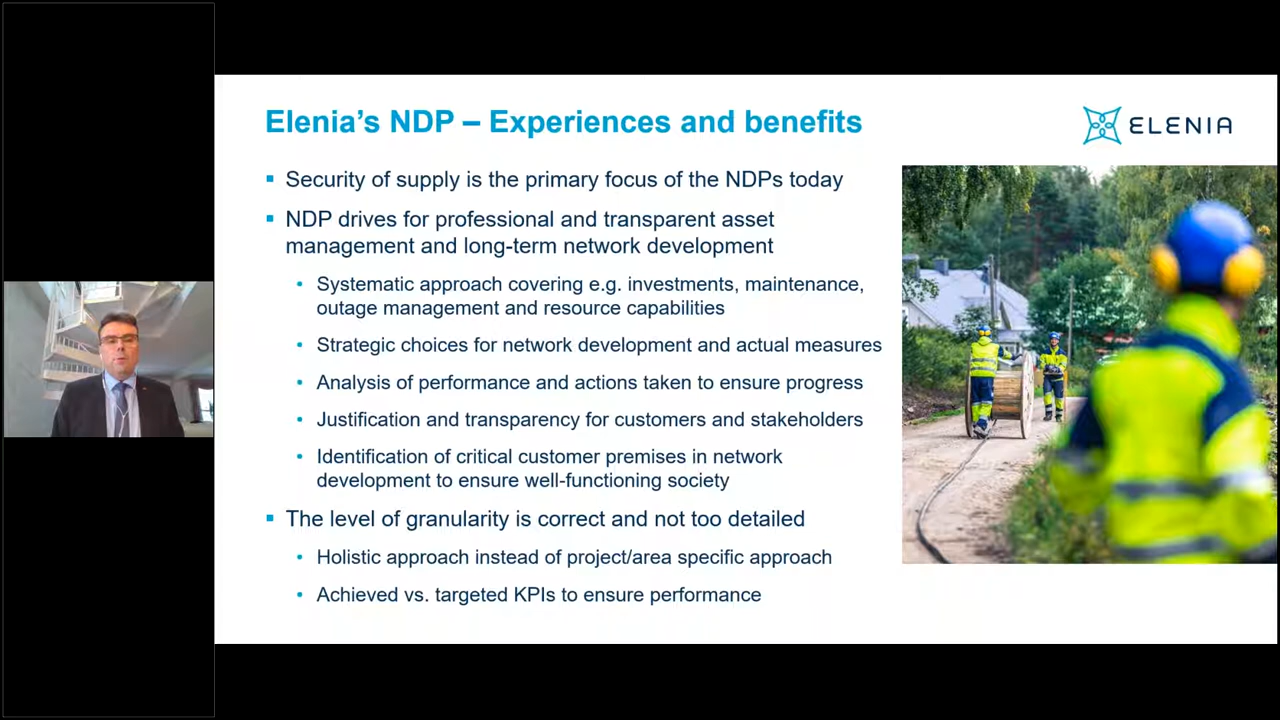 Elenia's NDP – Experiences and benefits
ELENIA
▪ Security of supply is the primary focus of the NDPs today
▪ NDP drives for professional and transparent asset
management and long-term network development
• Systematic approach covering e.g. investments, maintenance,
outage management and resource capabilities
• Strategic choices for network development and actual measures
• Analysis of performance and actions taken to ensure progress
• Justification and transparency for customers and stakeholders
• Identification of critical customer premises in network
development to ensure well-functioning society
▪ The level of granularity is correct and not too detailed
• Holistic approach instead of project/area specific approach
• Achieved vs. targeted KPIs to ensure performance